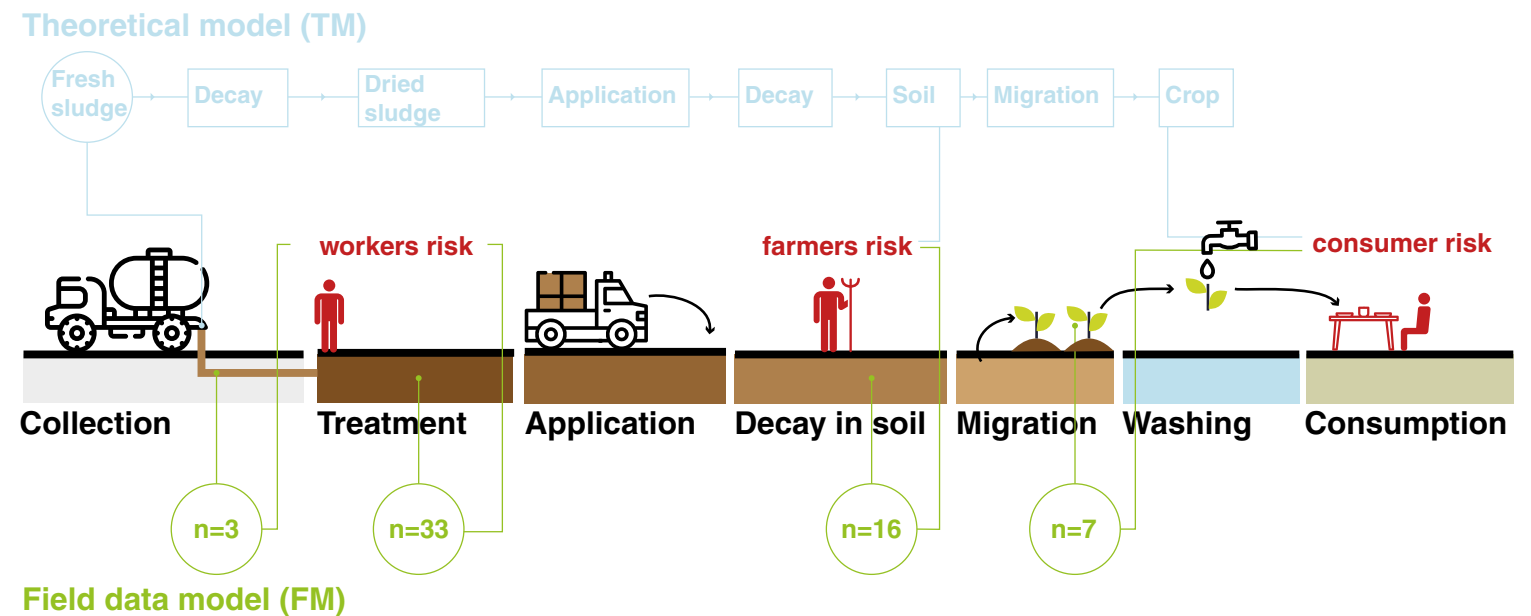 Theoretical model (TM)
Fresh
sludge
Decay
Dried
sludge
Application
Decay
Soil
Migration
Crop
workers risk
farmers risk
consumer risk
Collection
Treatment
Application
Decay in soil
Migration
Washing
Consumption
n=3
n=33
n=16
n=7
Field data model (FM)